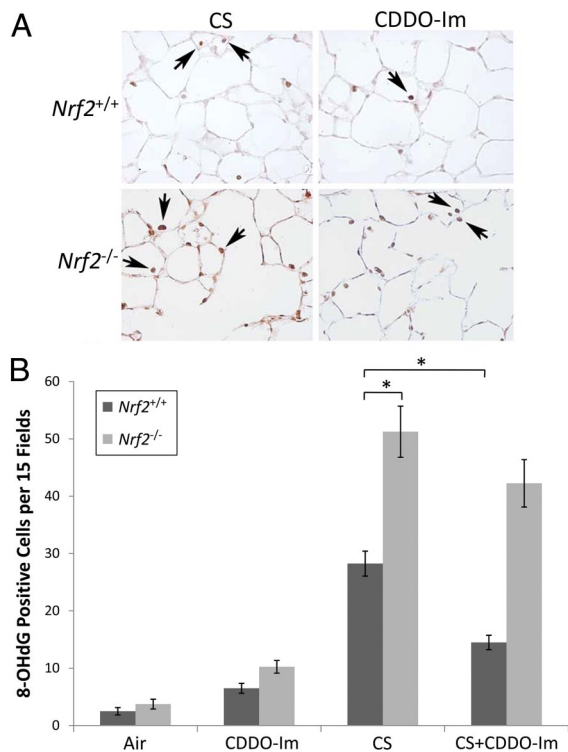 A
CS
CDDO-Im
Nrf2+/+
Nrf2-/-
B
60
50
40
30
20
10
0
8-OHdG Positive Cells per 15 Fields
Nrf2+/+
Nrf2-/-
*
*
Air
CDDO-Im
CS
CS+CDDO-Im